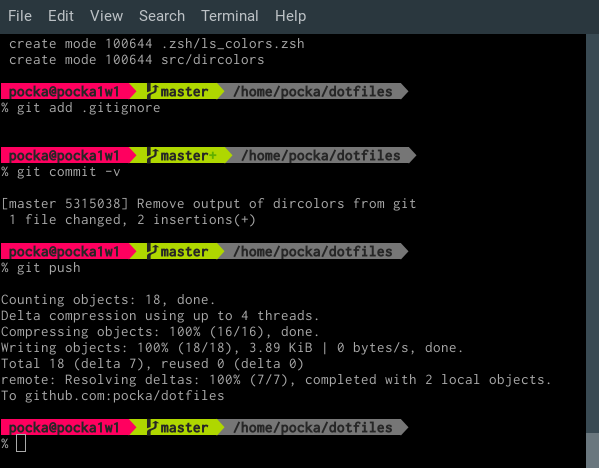 File Edit View Search Terminal Help
create mode 100644 .zsh/ls_colors.zsh
create mode 100644 src/dircolors
pocka@pocka1w1 master /home/pocka/dotfiles
% git add .gitignore
pocka@pocka1w1 master+ /home/pocka/dotfiles
% git commit -v
[master 5315038] Remove output of dircolors from git
1 file changed, 2 insertions(+)
pocka@pocka1w1 master /home/pocka/dotfiles
% git push
Counting objects: 18, done.
Delta compression using up to 4 threads.
Compressing objects: 100% (16/16), done.
Writing objects: 100% (18/18), 3.89 KiB | 0 bytes/s, done.
Total 18 (delta 7), reused 0 (delta 0)
remote: Resolving deltas: 100% (7/7), completed with 2 local objects.
To github.com:pocka/dotfiles
pocka@pocka1w1 master /home/pocka/dotfiles
%